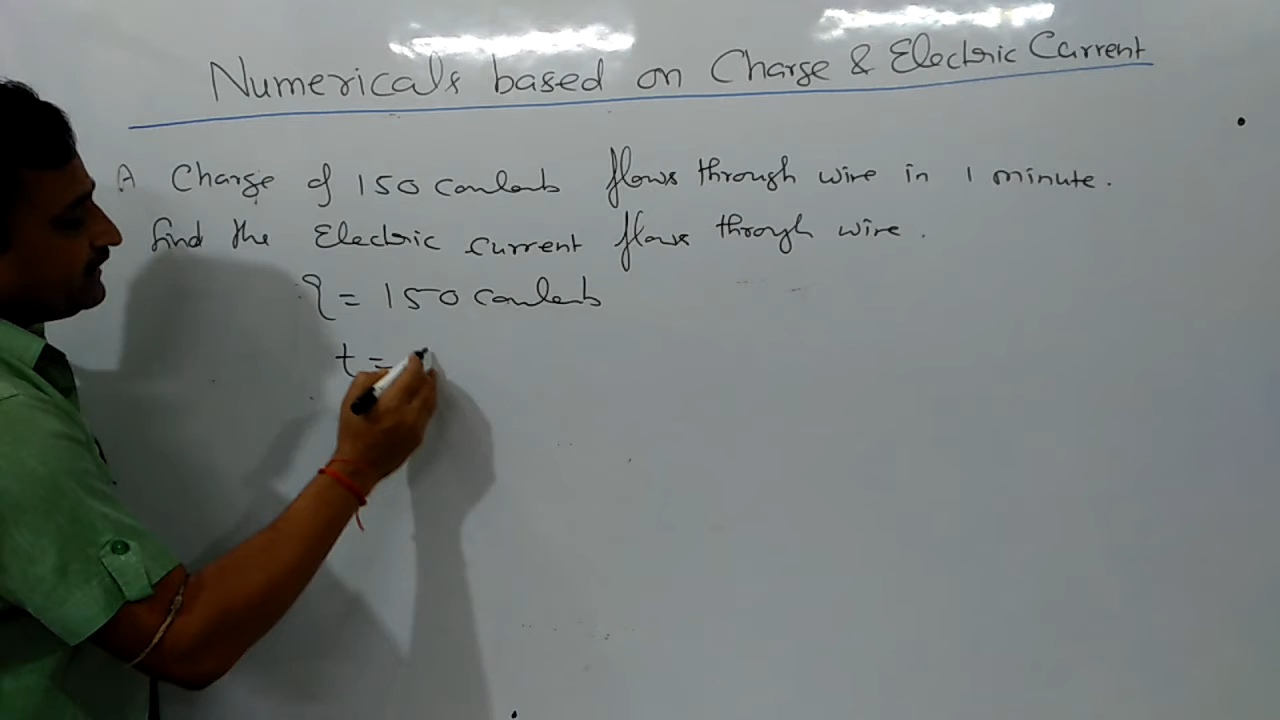 Numericals based on Charge & Electric Current
A Charge of 150 Coulomb flows through wire in 1 minute.
find the Electric Current flows through wire.
q = 150 Coulomb
t =